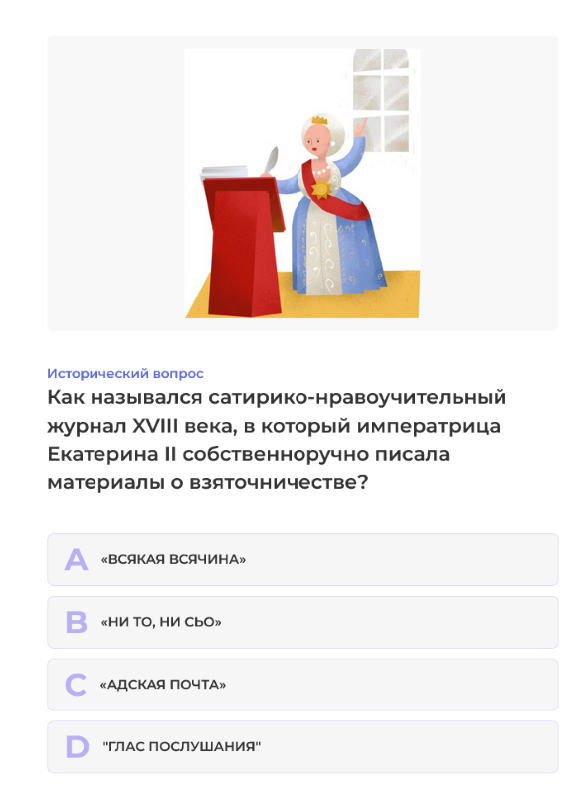 Исторический вопрос
Как назывался сатирико-нравоучительный
журнал XVIII века, в который императрица
Екатерина II собственноручно писала
материалы о взяточничестве?
A «ВСЯКАЯ ВСЯЧИНА»
B «НИ ТО, НИ СЬО»
C «АДСКАЯ ПОЧТА»
D "ГЛАС ПОСЛУШАНИЯ"